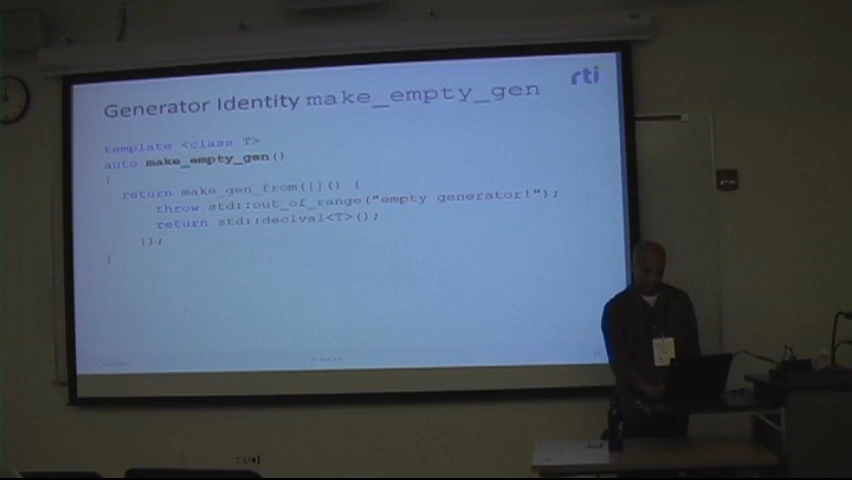 rti
Generator Identity make_empty_gen
template <class T>
auto make_empty_gen()
{
return make_gen_from([]() {
throw std::out_of_range("empty generator!");
return std::declval<T>();
});
}